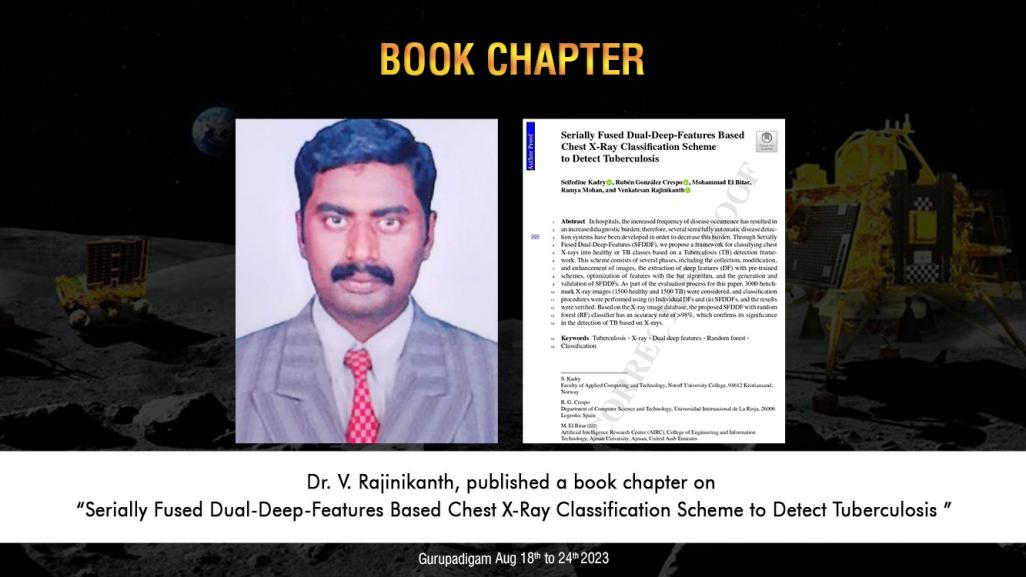 BOOK CHAPTER
Author Proof
Serially Fused Dual-Deep-Features Based
Chest X-Ray Classification Scheme
to Detect Tuberculosis
Seifedine Kadry, Rubén González Crespo, Mohammad El Bitar,
Ramya Mohan, and Venkatesan Rajinikanth
Abstract In hospitals, the increased frequency of disease occurrence has resulted in
an increased diagnostic burden; therefore, several semi/fully automatic disease detec-
tion systems have been developed in order to decrease this burden. Through Serially
Fused Dual-Deep-Features (SFDDF), we propose a framework for classifying chest
X-rays into healthy or TB classes based on a Tuberculosis (TB) detection frame-
work. This scheme consists of several phases, including the collection, modification,
and enhancement of images, the extraction of deep features (DF) with pre-trained
schemes, optimization of features with the bat algorithm, and the generation and
validation of SFDDFs. As part of the evaluation process for this paper, 3000 bench-
mark X-ray images (1500 healthy and 1500 TB) were considered, and classification
procedures were performed using (i) Individual DFs and (ii) SFDDFs, and the results
were verified. Based on the X-ray image database, the proposed SFDDF with random
forest (RF) classifier has an accuracy rate of >98%, which confirms its significance
in the detection of TB based on X-rays.
Keywords Tuberculosis · X-ray · Dual deep features · Random forest ·
Classification
S. Kadry
Faculty of Applied Computing and Technology, Noroff University College, 94612 Kristiansand,
Norway
R. G. Crespo
Department of Computer Science and Technology, Universidad Internacional de La Rioja, 26006
Logroño, Spain
M. El Bitar
Artificial Intelligence Research Center (AIRC), College of Engineering and Information
Technology, Ajman University, Ajman, United Arab Emirates
Dr. V. Rajinikanth, published a book chapter on
“Serially Fused Dual-Deep-Features Based Chest X-Ray Classification Scheme to Detect Tuberculosis ”
Gurupadigam Aug 18th to 24th 2023